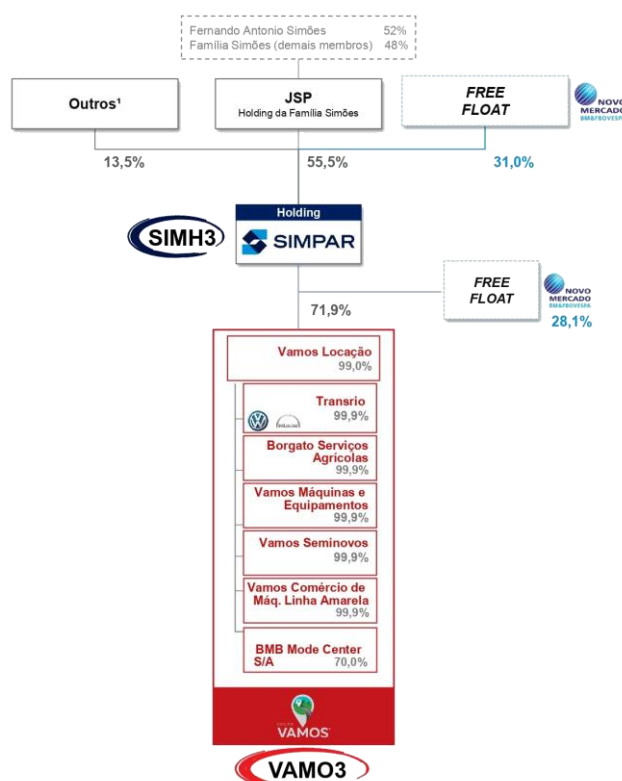 Fernando Antonio Simões 52%
Família Simões (demais membros) 48%
Outros¹
JSP
Holding da Família Simões
FREE
FLOAT
NOVO
MERCADO
BM&FBOVESPA
13,5%
55,5%
31,0%
Holding
SIMH3
SIMPAR
FREE
FLOAT
NOVO
MERCADO
BM&FBOVESPA
71,9%
28,1%
Vamos Locação
99,0%
Transrio
99,9%
Borgato Serviços
Agrícolas
99,9%
Vamos Máquinas e
Equipamentos
99,9%
Vamos Seminovos
99,9%
Vamos Comércio de
Máq. Linha Amarela
99,9%
BMB Mode Center
S/A 70,0%
VAMOS
VAMO3